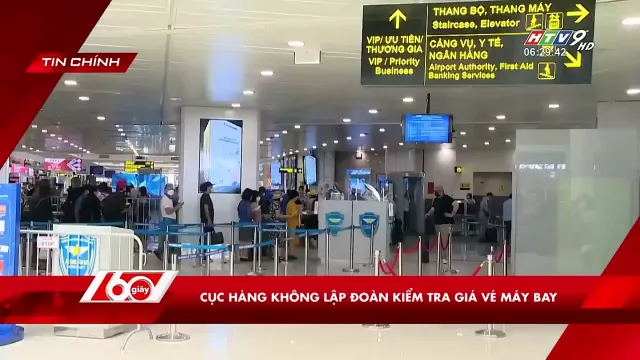 TIN CHÍNH
THANG BỘ, THANG MÁY
Staircase, Elevator
VIP/ ƯU TIÊN/
THƯƠNG GIA
VIP / Priority
Business
CẢNG VỤ, Y TẾ,
NGÂN HÀNG
Airport Authority, First Aid
Banking Services
HTV9 HD
06:29:42
60 giây
CỤC HÀNG KHÔNG LẬP ĐOÀN KIỂM TRA GIÁ VÉ MÁY BAY